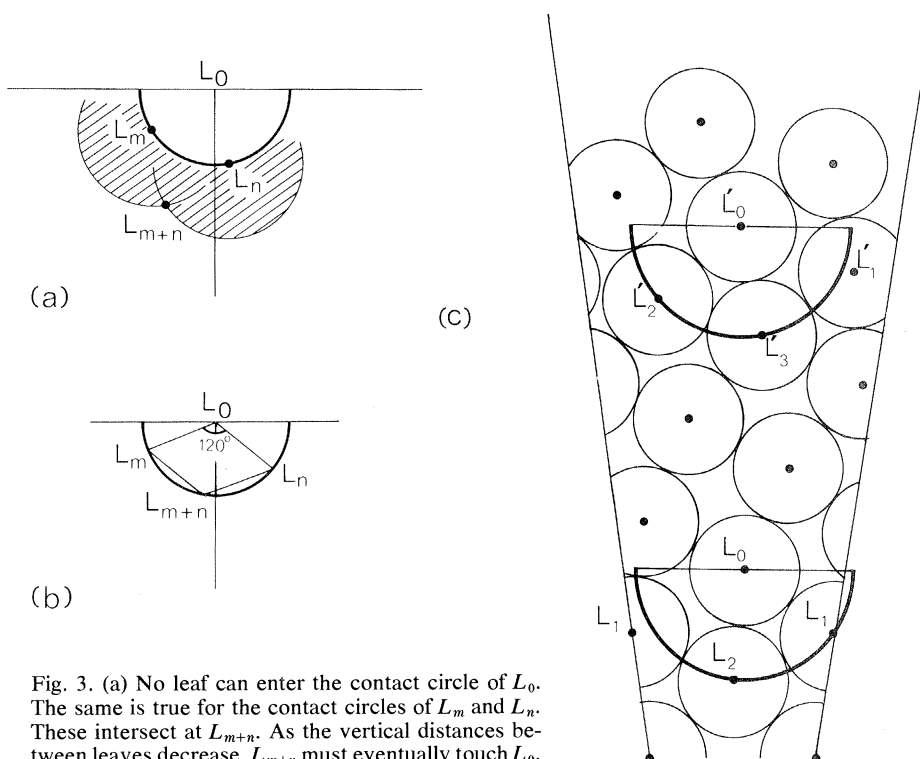 L0
Lm
Ln
Lm+n
(a)
L0
120°
Lm
Ln
Lm+n
(b)
(c)
L′0
L′1
L′2
L′3
L0
L1
L1
L2
Fig. 3. (a) No leaf can enter the contact circle of L0.
The same is true for the contact circles of Lm and Ln.
These intersect at Lm+n. As the vertical distances be-
tween leaves decrease, Lm+n must eventually touch L0.